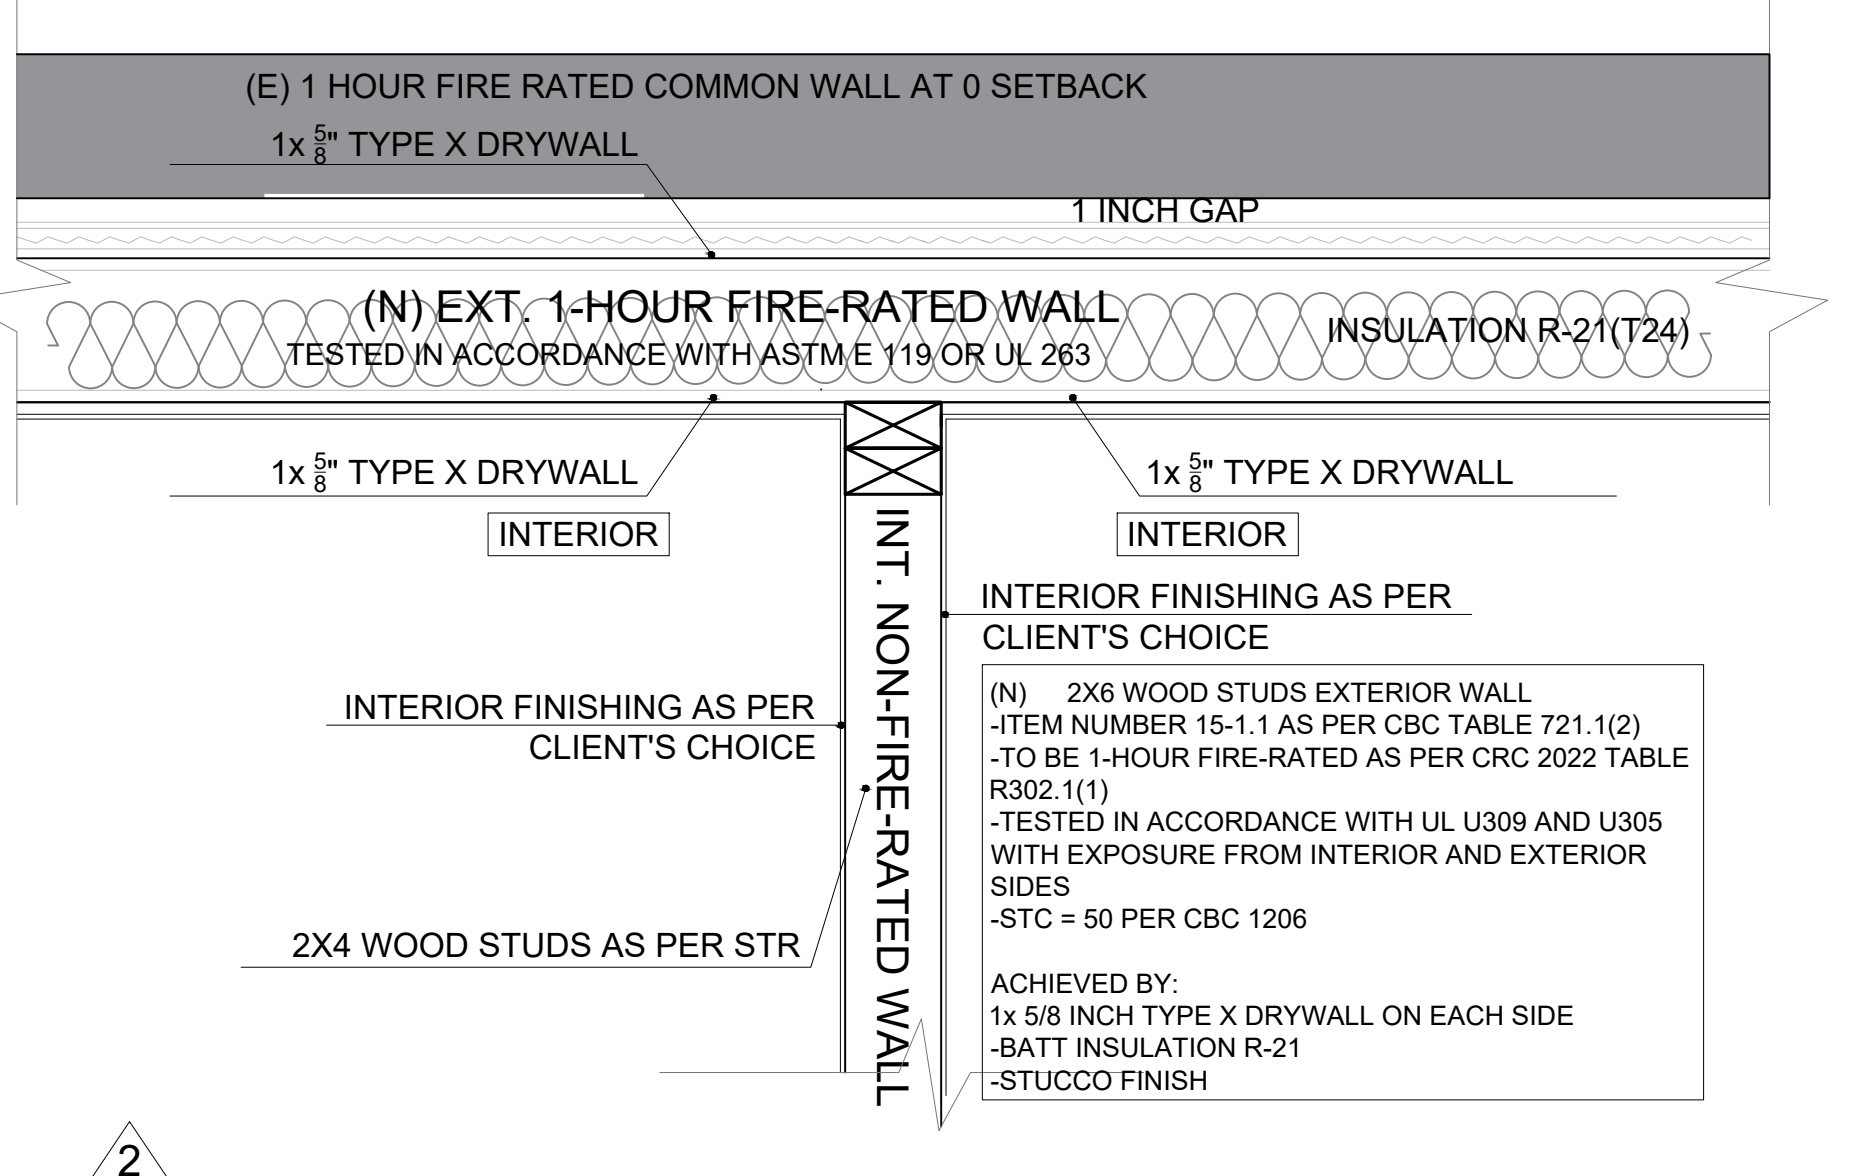 (E) 1 HOUR FIRE RATED COMMON WALL AT 0 SETBACK
1x 5/8" TYPE X DRYWALL
1 INCH GAP
(N) EXT. 1-HOUR FIRE-RATED WALL
INSULATION R-21(T24)
TESTED IN ACCORDANCE WITH ASTM E 119 OR UL 263
1x 5/8" TYPE X DRYWALL
1x 5/8" TYPE X DRYWALL
INTERIOR
INTERIOR
INT. NON-FIRE-RATED WALL
INTERIOR FINISHING AS PER
CLIENT'S CHOICE
INTERIOR FINISHING AS PER
CLIENT'S CHOICE
2X4 WOOD STUDS AS PER STR
(N) 2X6 WOOD STUDS EXTERIOR WALL
-ITEM NUMBER 15-1.1 AS PER CBC TABLE 721.1(2)
-TO BE 1-HOUR FIRE-RATED AS PER CRC 2022 TABLE
R302.1(1)
-TESTED IN ACCORDANCE WITH UL U309 AND U305
WITH EXPOSURE FROM INTERIOR AND EXTERIOR
SIDES
-STC = 50 PER CBC 1206
ACHIEVED BY:
1x 5/8 INCH TYPE X DRYWALL ON EACH SIDE
-BATT INSULATION R-21
-STUCCO FINISH
2